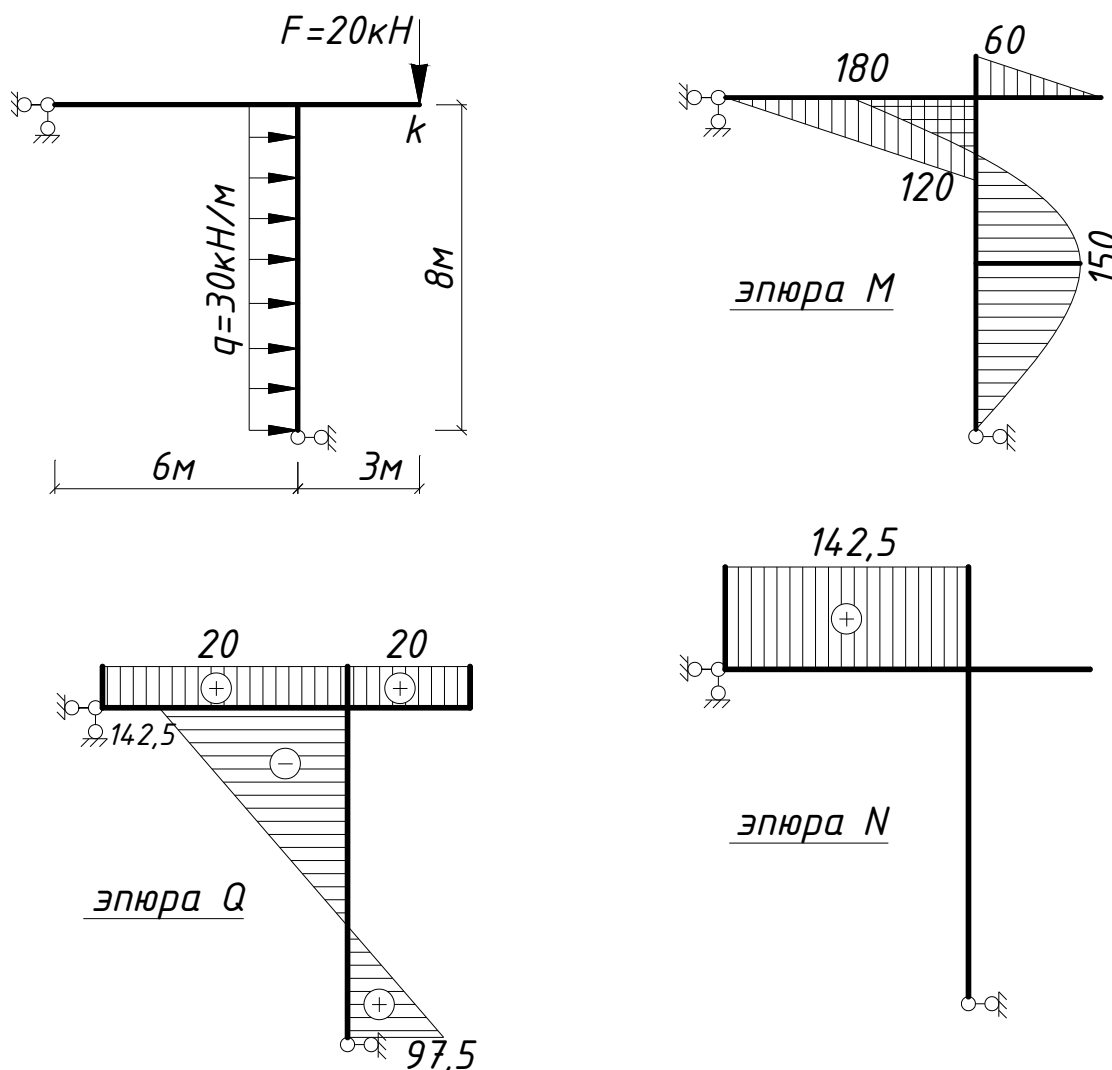 F=20кН
k
q=30кН/м
8м
6м
3м
60
180
120
150
эпюра M
20
20
142,5
эпюра Q
97,5
142,5
эпюра N